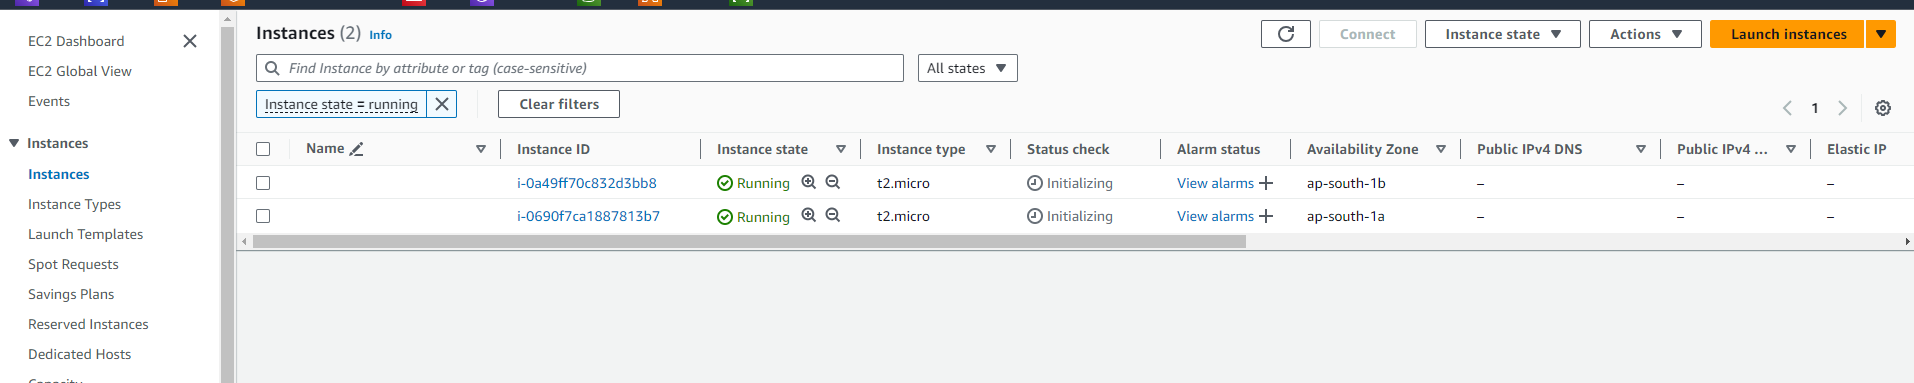 EC2 Dashboard
EC2 Global View
Events
Instances
Instances
Instance Types
Launch Templates
Spot Requests
Savings Plans
Reserved Instances
Dedicated Hosts
Instances (2) Info
Connect
Instance state
Actions
Launch instances
Find Instance by attribute or tag (case-sensitive)
All states
Instance state = running
Clear filters
1
Name Instance ID Instance state Instance type Status check Alarm status Availability Zone Public IPv4 DNS Public IPv4 ... Elastic IP
i-0a49ff70c832d3bb8 Running t2.micro Initializing View alarms + ap-south-1b – – –
i-0690f7ca1887813b7 Running t2.micro Initializing View alarms + ap-south-1a – – –